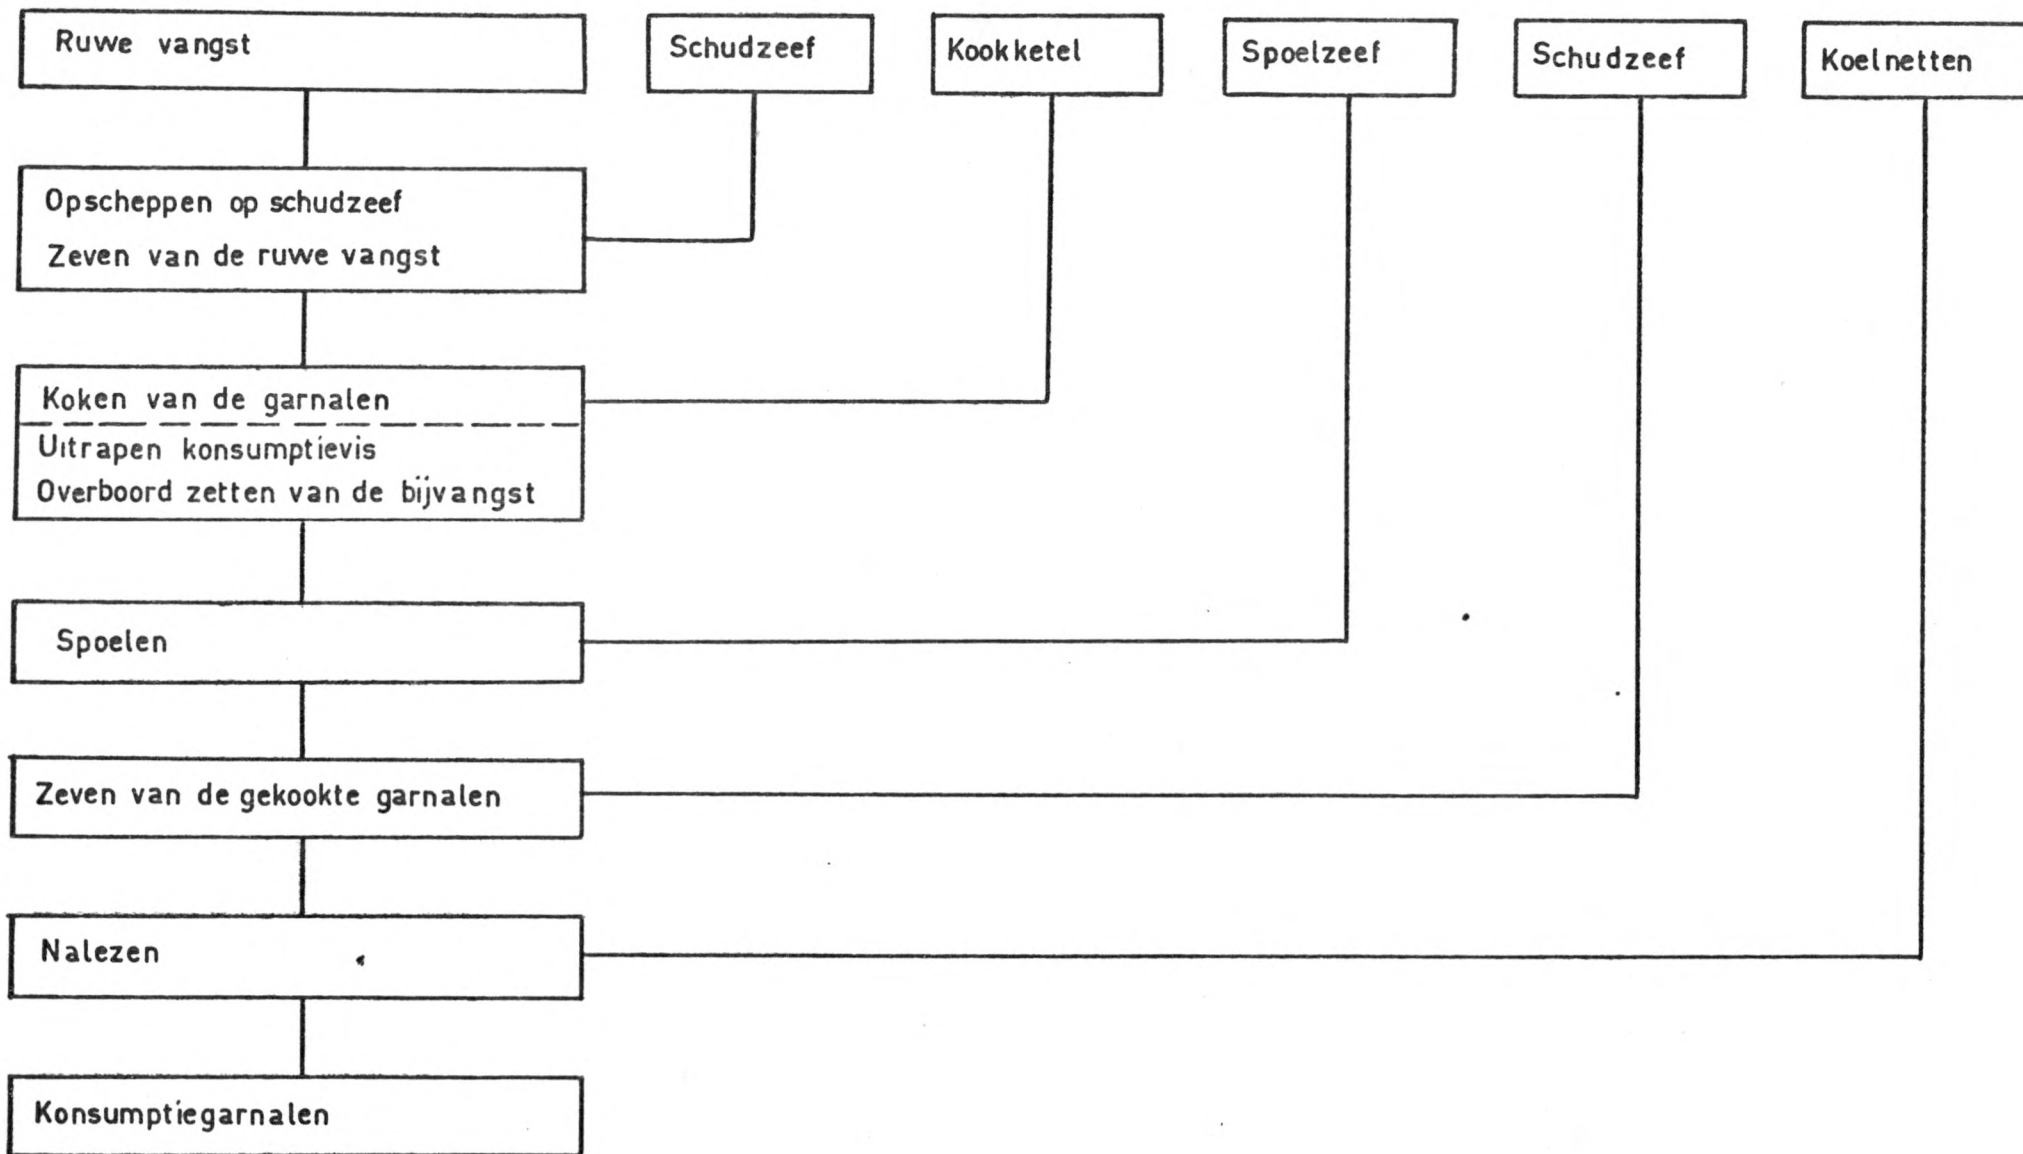 Ruwe vangst
Schudzeef
Kookketel
Spoelzeef
Schudzeef
Koelnetten
Opscheppen op schudzeef
Zeven van de ruwe vangst
Koken van de garnalen
Uitrapen konsumptievis
Overboord zetten van de bijvangst
Spoelen
Zeven van de gekookte garnalen
Nalezen
Konsumptiegarnalen